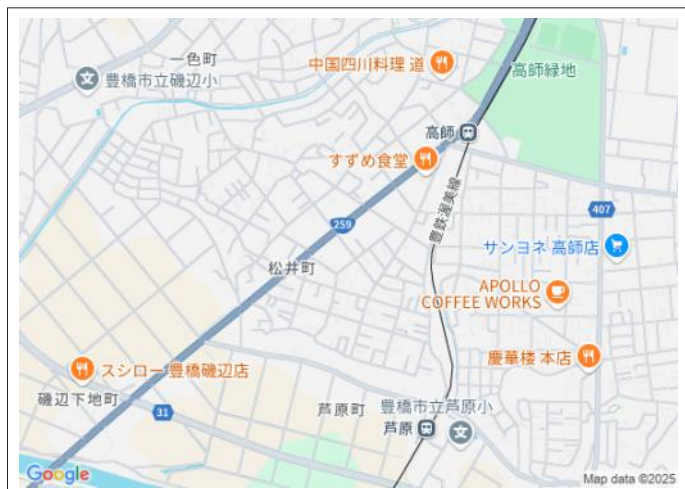 一色町
中国四川料理 道
豊橋市立磯辺小
高師緑地
高師
すずめ食堂
豊鉄渥美線
407
259
サンヨネ 高師店
松井町
APOLLO
COFFEE WORKS
慶華楼 本店
スシロー 豊橋磯辺店
磯辺下地町
31
芦原町
豊橋市立芦原小
芦原
文
文
Google
Map data ©2025